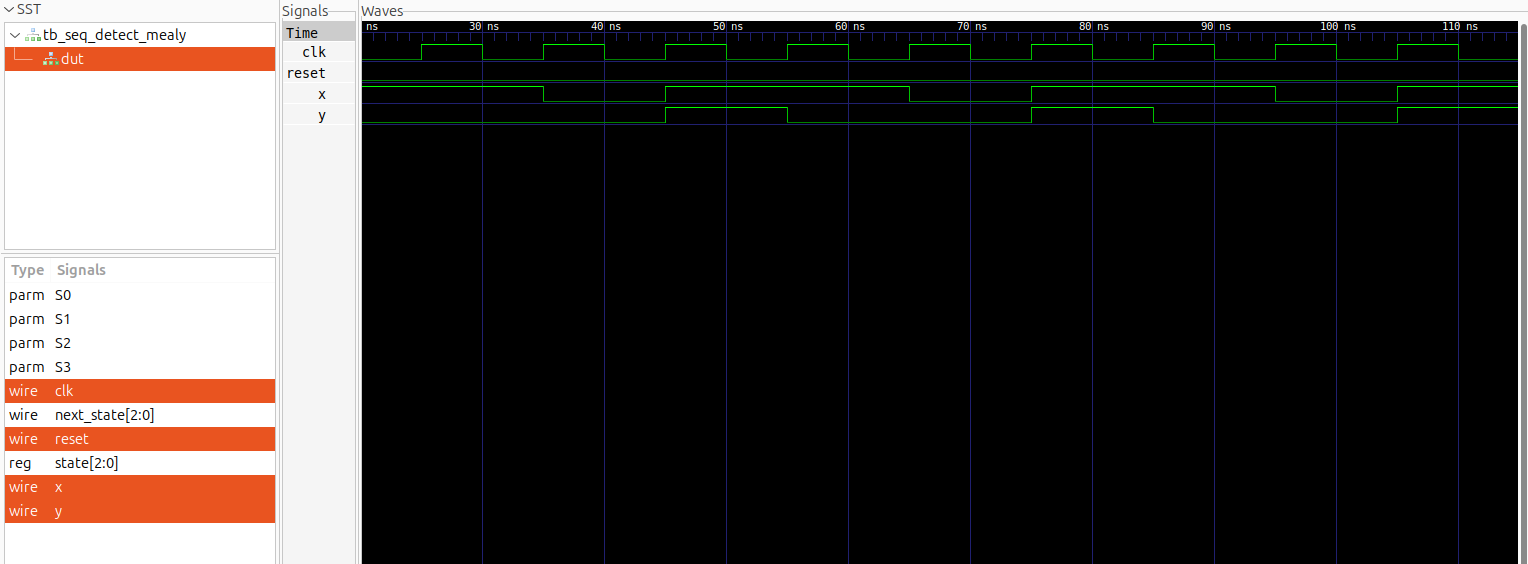 SST
tb_seq_detect_mealy
dut
Type Signals
parm S0
parm S1
parm S2
parm S3
wire clk
wire next_state[2:0]
wire reset
reg state[2:0]
wire x
wire y
Signals
Time
clk
reset
x
y
Waves
ns 30 ns 40 ns 50 ns 60 ns 70 ns 80 ns 90 ns 100 ns 110 ns